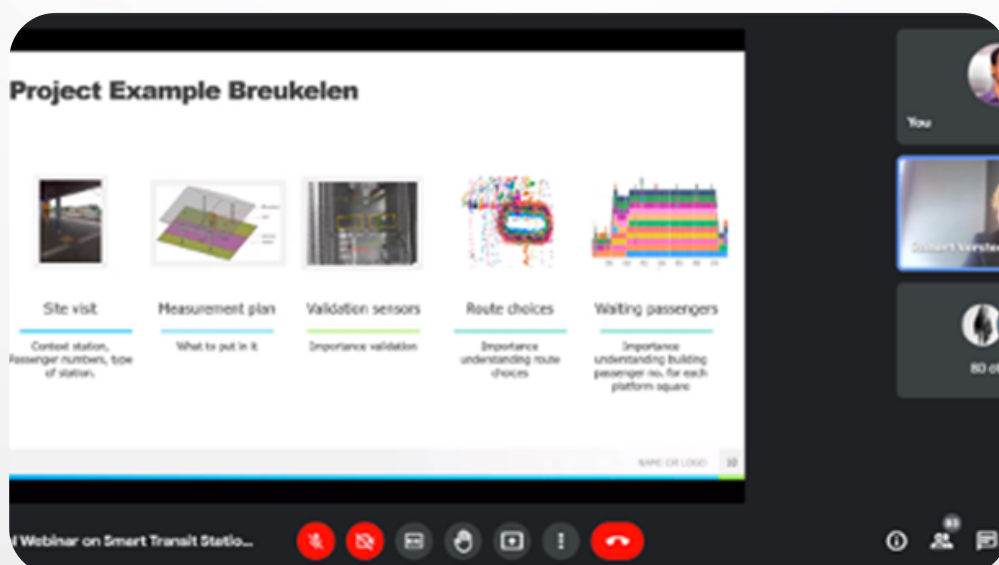 Project Example Breukelen
You
Site visit
Measurement plan
Validation sensors
Route choices
Waiting passengers
Context station,
Passenger numbers, type
of station.
What to put in it
Importance validation
Importance
understanding route
choices
Importance
understanding building
passenger no. for each
platform square
NAME OR LOGO
10
80 ot
Webinar on Smart Transit Statio...
83